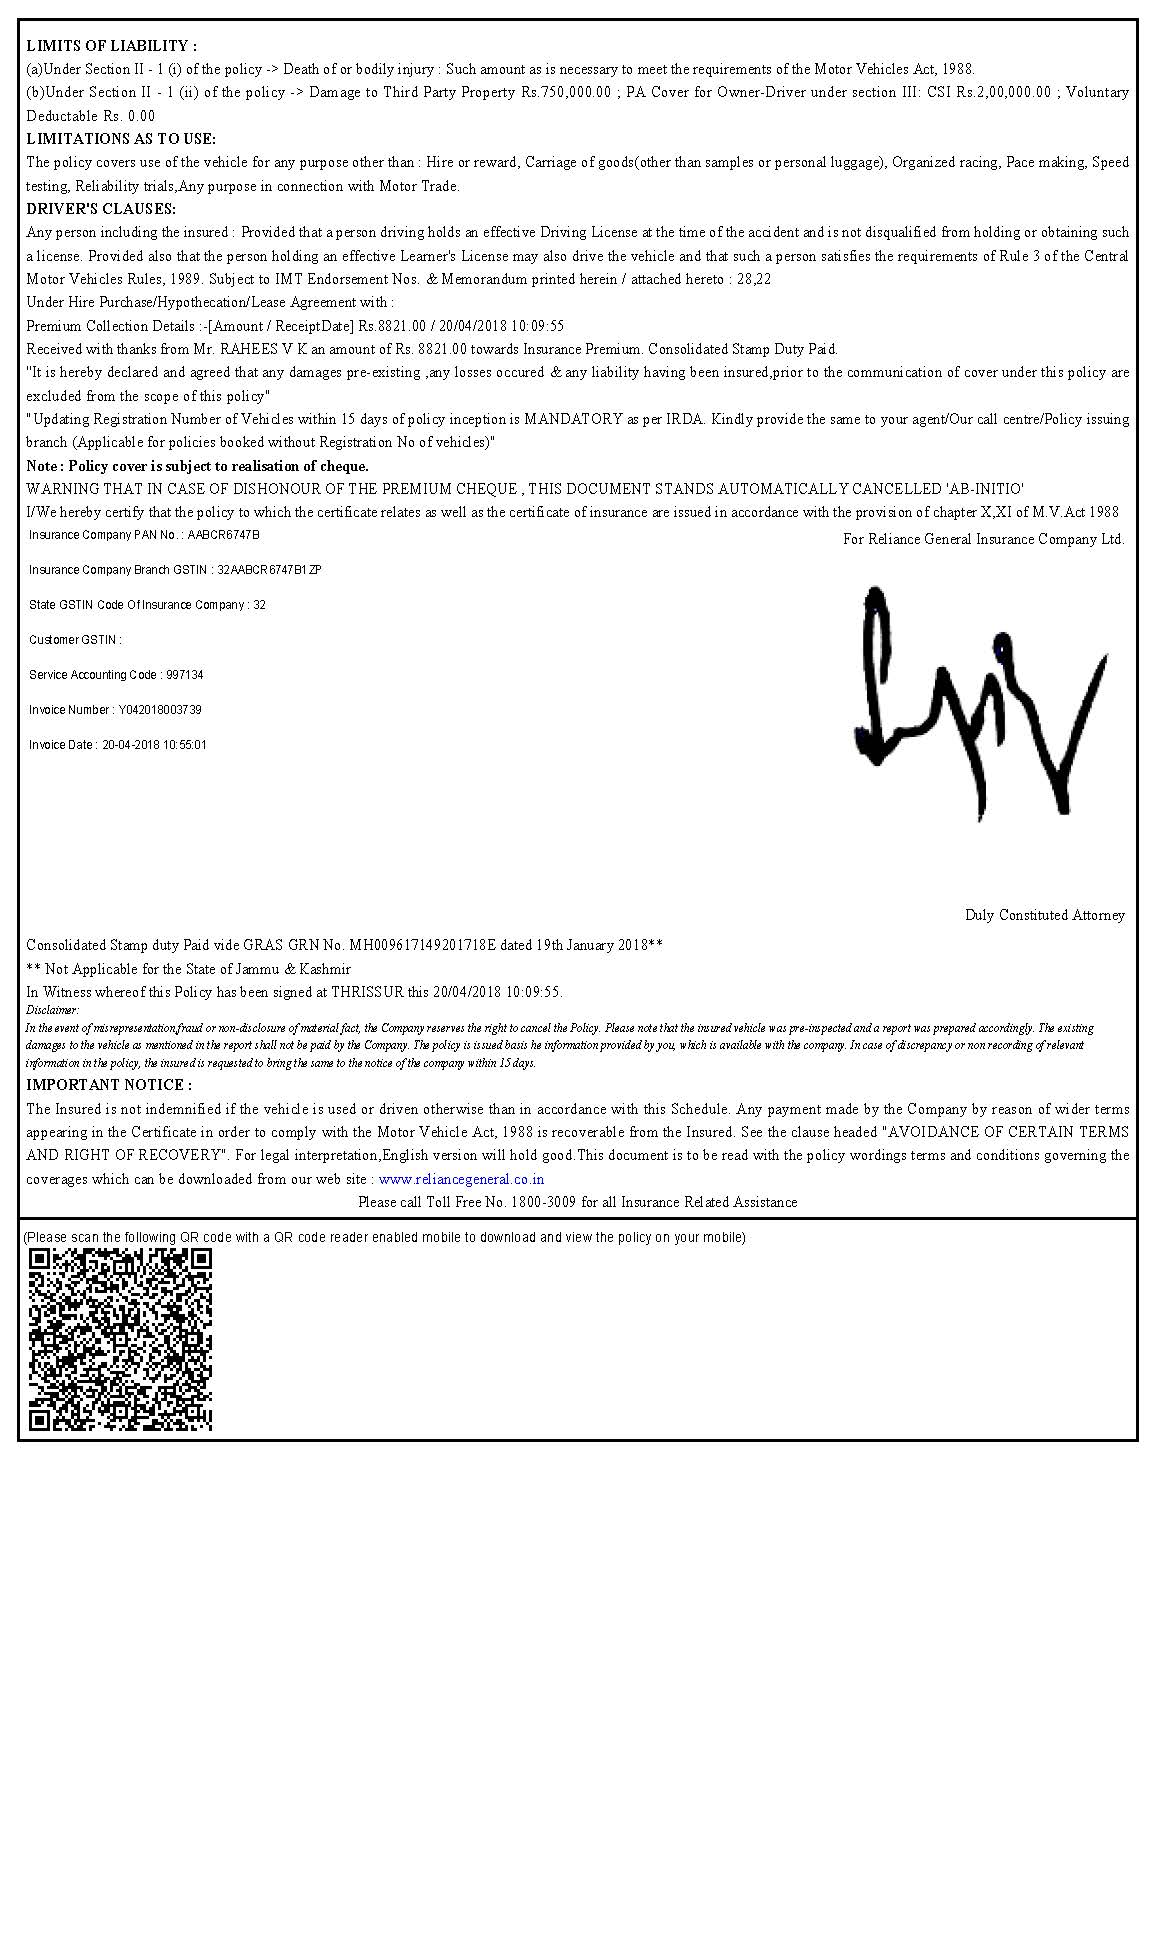 LIMITS OF LIABILITY :
(a)Under Section II - 1 (i) of the policy -> Death of or bodily injury : Such amount as is necessary to meet the requirements of the Motor Vehicles Act, 1988.
(b)Under Section II - 1 (ii) of the policy -> Damage to Third Party Property Rs.750,000.00 ; PA Cover for Owner-Driver under section III: CSI Rs.2,00,000.00 ; Voluntary
Deductable Rs. 0.00
LIMITATIONS AS TO USE:
The policy covers use of the vehicle for any purpose other than : Hire or reward, Carriage of goods(other than samples or personal luggage), Organized racing, Pace making, Speed
testing, Reliability trials,Any purpose in connection with Motor Trade.
DRIVER'S CLAUSES:
Any person including the insured : Provided that a person driving holds an effective Driving License at the time of the accident and is not disqualified from holding or obtaining such
a license. Provided also that the person holding an effective Learner's License may also drive the vehicle and that such a person satisfies the requirements of Rule 3 of the Central
Motor Vehicles Rules, 1989. Subject to IMT Endorsement Nos. & Memorandum printed herein / attached hereto : 28,22
Under Hire Purchase/Hypothecation/Lease Agreement with :
Premium Collection Details :-[Amount / ReceiptDate] Rs.8821.00 / 20/04/2018 10:09:55
Received with thanks from Mr. RAHEES V K an amount of Rs. 8821.00 towards Insurance Premium. Consolidated Stamp Duty Paid.
"It is hereby declared and agreed that any damages pre-existing ,any losses occured & any liability having been insured,prior to the communication of cover under this policy are
excluded from the scope of this policy"
"Updating Registration Number of Vehicles within 15 days of policy inception is MANDATORY as per IRDA. Kindly provide the same to your agent/Our call centre/Policy issuing
branch (Applicable for policies booked without Registration No of vehicles)"
Note : Policy cover is subject to realisation of cheque.
WARNING THAT IN CASE OF DISHONOUR OF THE PREMIUM CHEQUE , THIS DOCUMENT STANDS AUTOMATICALLY CANCELLED 'AB-INITIO'
I/We hereby certify that the policy to which the certificate relates as well as the certificate of insurance are issued in accordance with the provision of chapter X,XI of M.V.Act 1988
Insurance Company PAN No. : AABCR6747B
For Reliance General Insurance Company Ltd.
Insurance Company Branch GSTIN : 32AABCR6747B1ZP
State GSTIN Code Of Insurance Company : 32
Customer GSTIN :
Service Accounting Code : 997134
Invoice Number : Y042018003739
Invoice Date : 20-04-2018 10:55:01
Duly Constituted Attorney
Consolidated Stamp duty Paid vide GRAS GRN No. MH009617149201718E dated 19th January 2018**
** Not Applicable for the State of Jammu & Kashmir
In Witness whereof this Policy has been signed at THRISSUR this 20/04/2018 10:09:55.
Disclaimer:
In the event of misrepresentation,fraud or non-disclosure of material fact, the Company reserves the right to cancel the Policy. Please note that the insured vehicle was pre-inspected and a report was prepared accordingly. The existing
damages to the vehicle as mentioned in the report shall not be paid by the Company. The policy is issued basis he information provided by you, which is available with the company. In case of discrepancy or non recording of relevant
information in the policy, the insured is requested to bring the same to the notice of the company within 15 days.
IMPORTANT NOTICE :
The Insured is not indemnified if the vehicle is used or driven otherwise than in accordance with this Schedule. Any payment made by the Company by reason of wider terms
appearing in the Certificate in order to comply with the Motor Vehicle Act, 1988 is recoverable from the Insured. See the clause headed "AVOIDANCE OF CERTAIN TERMS
AND RIGHT OF RECOVERY". For legal interpretation,English version will hold good.This document is to be read with the policy wordings terms and conditions governing the
coverages which can be downloaded from our web site : www.reliancegeneral.co.in
Please call Toll Free No. 1800-3009 for all Insurance Related Assistance
(Please scan the following QR code with a QR code reader enabled mobile to download and view the policy on your mobile)